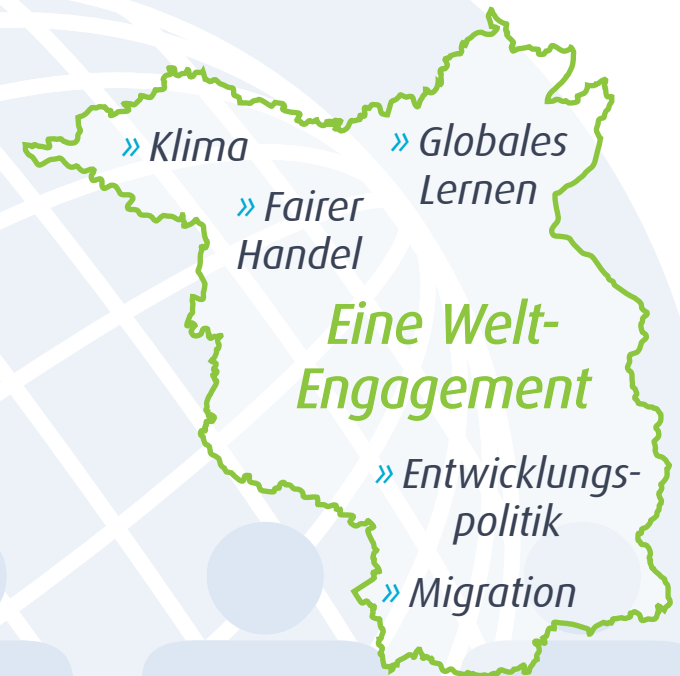 » Klima
» Globales
Lernen
» Fairer
Handel
Eine Welt-
Engagement
» Entwicklungs-
politik
» Migration